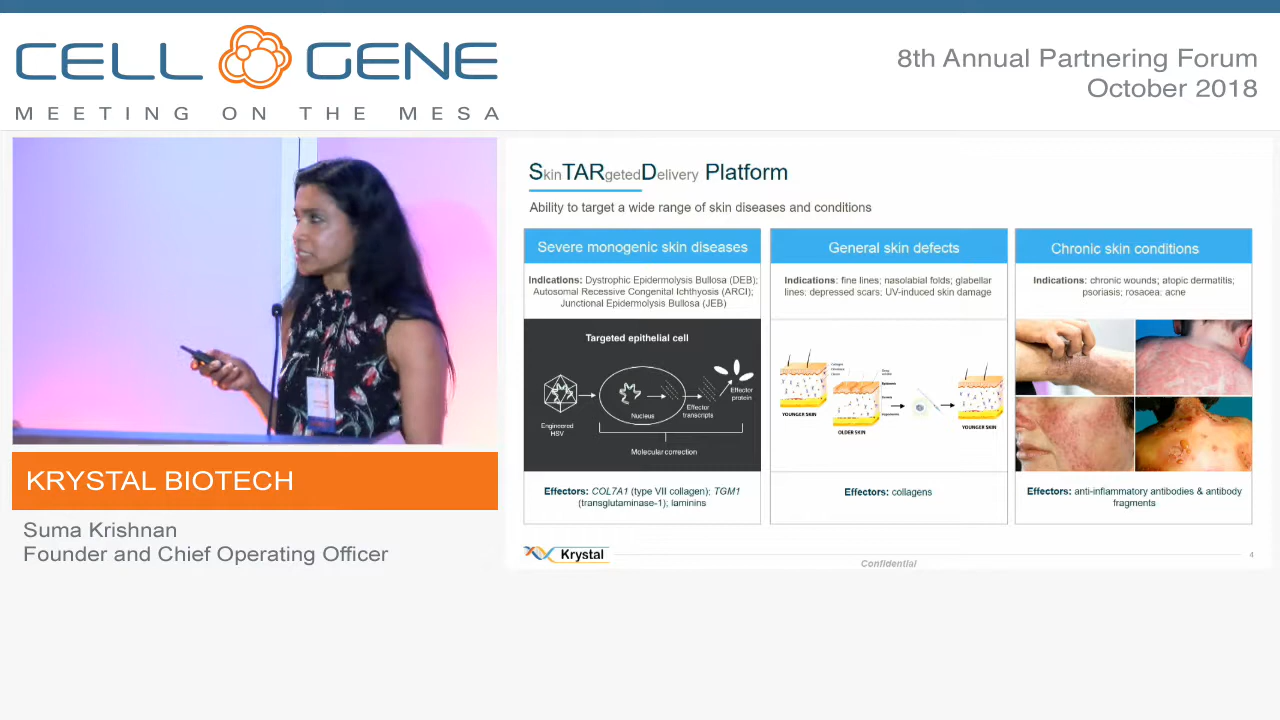 CELL GENE
MEETING ON THE MESA
8th Annual Partnering Forum
October 2018
SkinTARgetedDelivery Platform
Ability to target a wide range of skin diseases and conditions
Severe monogenic skin diseases
Indications: Dystrophic Epidermolysis Bullosa (DEB);
Autosomal Recessive Congenital Ichthyosis (ARCI);
Junctional Epidermolysis Bullosa (JEB)
Targeted epithelial cell
Engineered
HSV
Nucleus
Effector
transcripts
Effector
protein
Molecular correction
Effectors: COL7A1 (type VII collagen); TGM1
(transglutaminase-1); laminins
General skin defects
Indications: fine lines; nasolabial folds; glabellar
lines; depressed scars; UV-induced skin damage
YOUNGER SKIN
OLDER SKIN
YOUNGER SKIN
Effectors: collagens
Chronic skin conditions
Indications: chronic wounds; atopic dermatitis;
psoriasis; rosacea; acne
Effectors: anti-inflammatory antibodies & antibody
fragments
Krystal
Confidential
4
KRYSTAL BIOTECH
Suma Krishnan
Founder and Chief Operating Officer